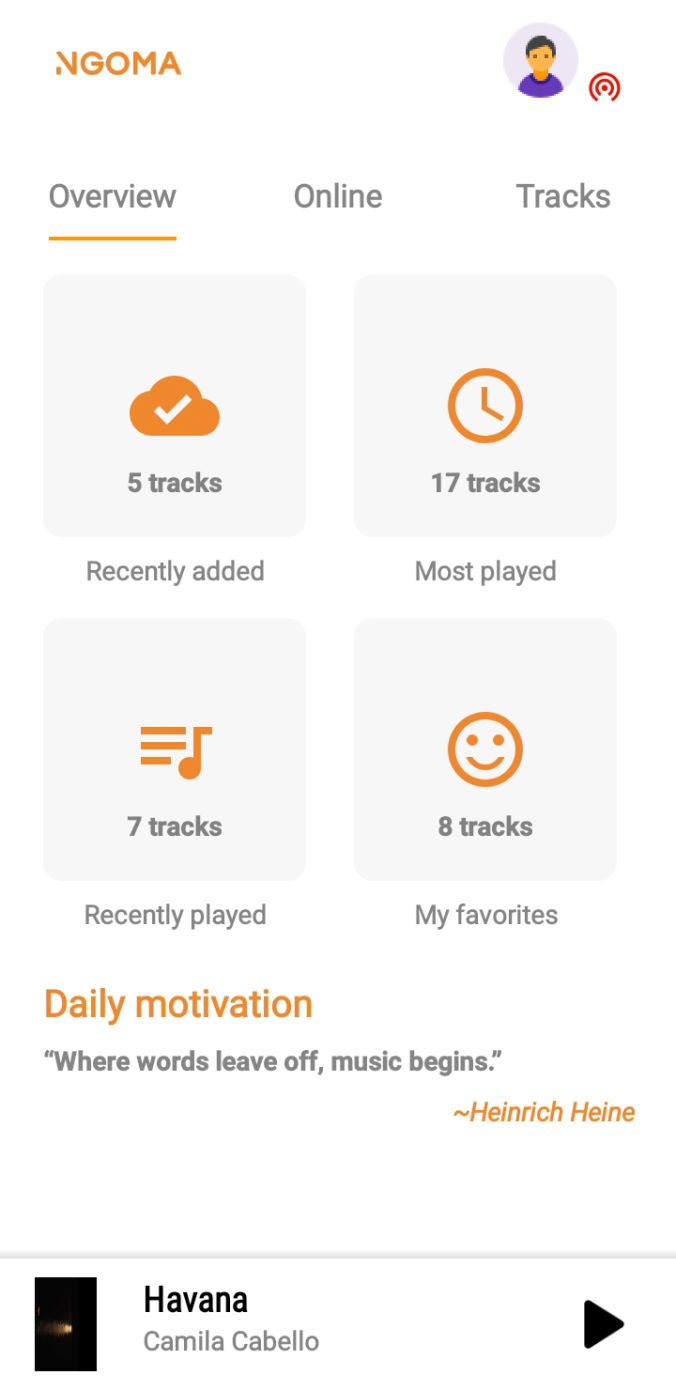 NGOMA
Overview Online Tracks
5 tracks 17 tracks
Recently added Most played
7 tracks 8 tracks
Recently played My favorites
Daily motivation
“Where words leave off, music begins.”
~Heinrich Heine
Havana
Camila Cabello